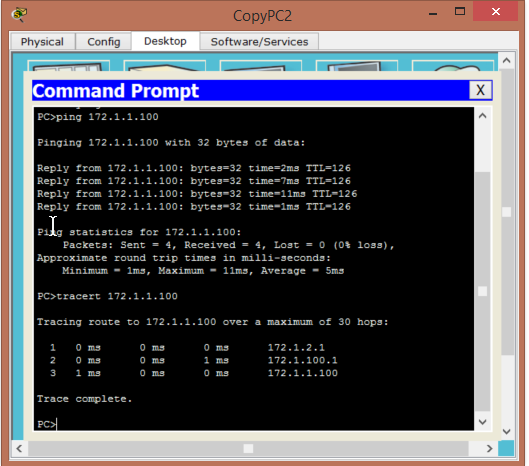 CopyPC2
Physical Config Desktop Software/Services
Command Prompt X
PC>ping 172.1.1.100
Pinging 172.1.1.100 with 32 bytes of data:
Reply from 172.1.1.100: bytes=32 time=2ms TTL=126
Reply from 172.1.1.100: bytes=32 time=7ms TTL=126
Reply from 172.1.1.100: bytes=32 time=11ms TTL=126
Reply from 172.1.1.100: bytes=32 time=1ms TTL=126
Ping statistics for 172.1.1.100:
Packets: Sent = 4, Received = 4, Lost = 0 (0% loss),
Approximate round trip times in milli-seconds:
Minimum = 1ms, Maximum = 11ms, Average = 5ms
PC>tracert 172.1.1.100
Tracing route to 172.1.1.100 over a maximum of 30 hops:
1 0 ms 0 ms 0 ms 172.1.2.1
2 0 ms 0 ms 1 ms 172.1.100.1
3 1 ms 0 ms 0 ms 172.1.1.100
Trace complete.
PC>